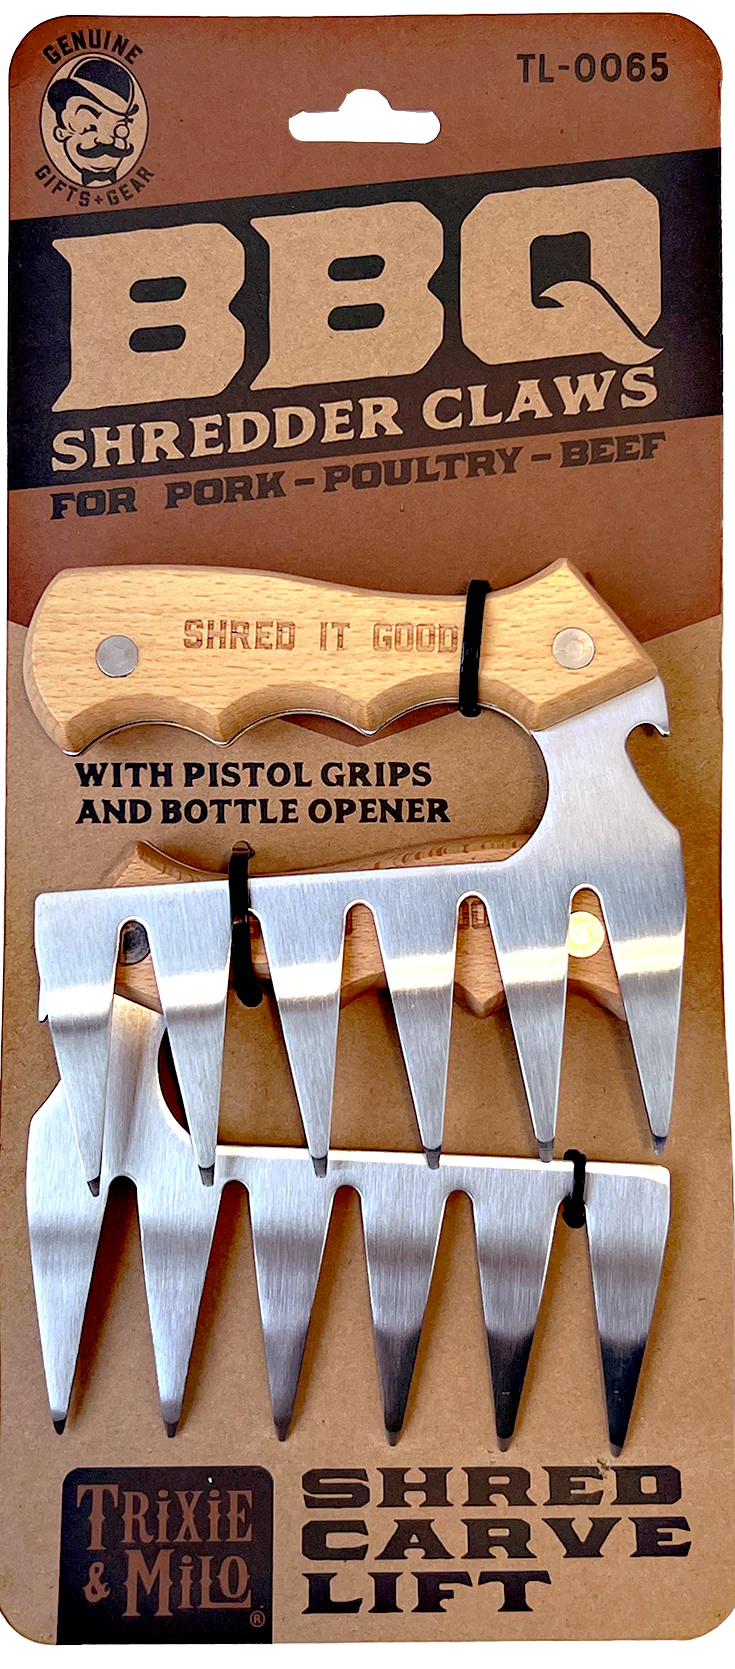 GENUINE
GIFTS+GEAR
TL-0065
BBQ
SHREDDER CLAWS
FOR PORK-POULTRY-BEEF
SHRED IT GOOD
WITH PISTOL GRIPS
AND BOTTLE OPENER
TRiXiE
& MiLO
®
SHRED
CARVE
LIFT